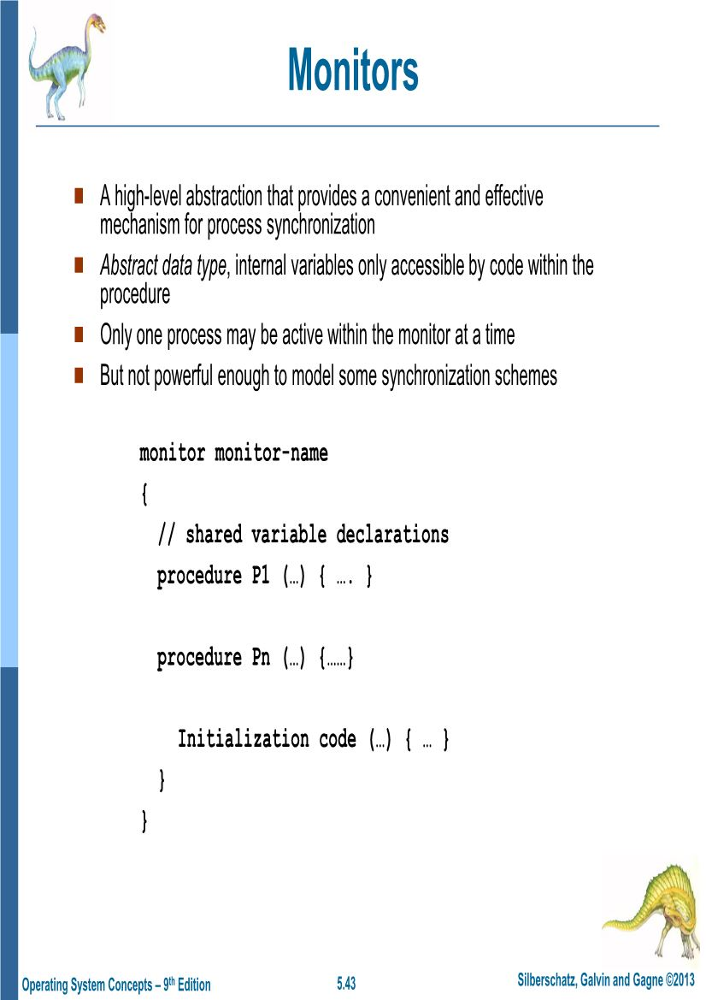 Monitors
A high-level abstraction that provides a convenient and effective
mechanism for process synchronization
Abstract data type, internal variables only accessible by code within the
procedure
Only one process may be active within the monitor at a time
But not powerful enough to model some synchronization schemes
monitor monitor-name
{
// shared variable declarations
procedure P1 (…) { …. }
procedure Pn (…) {……}
Initialization code (…) { … }
}
}
Operating System Concepts – 9th Edition
5.43
Silberschatz, Galvin and Gagne ©2013